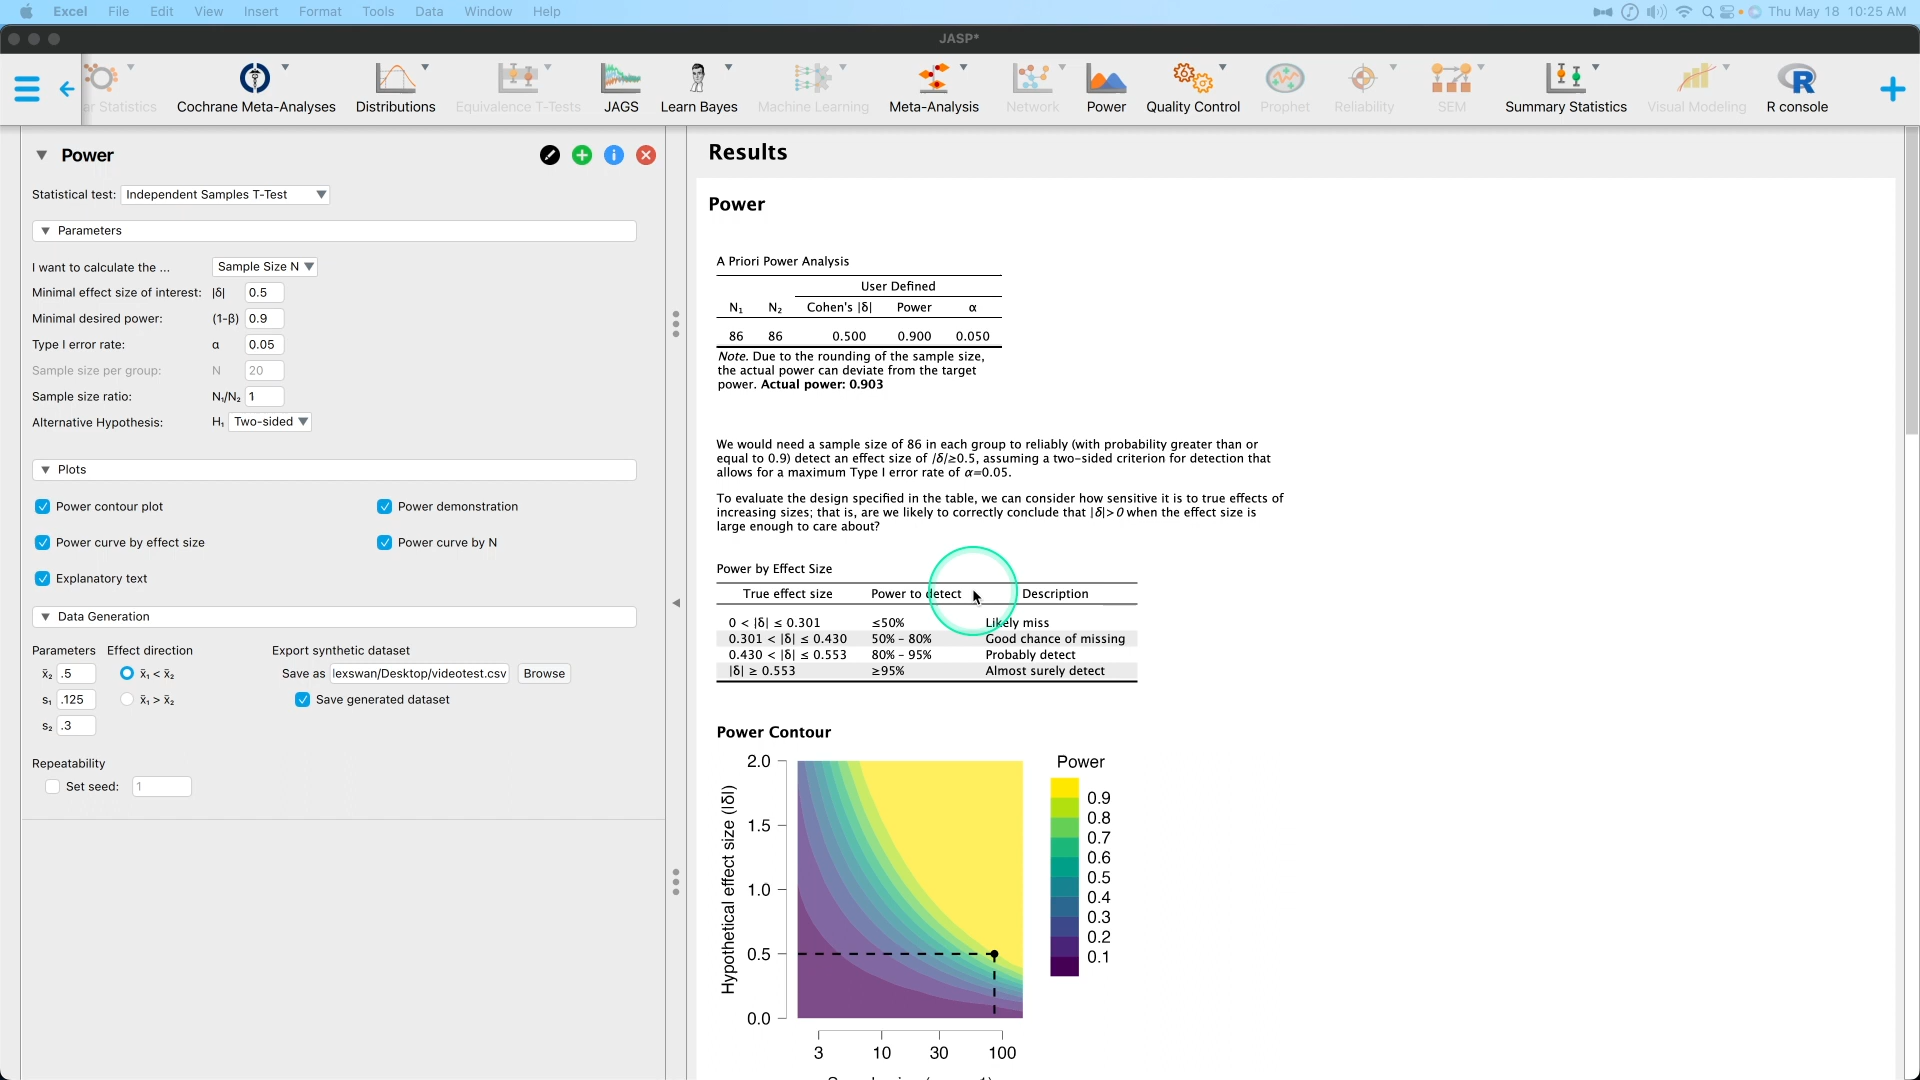 Excel File Edit View Insert Format Tools Data Window Help Thu May 18 10:25 AM
JASP*
ar Statistics Cochrane Meta-Analyses Distributions Equivalence T-Tests JAGS Learn Bayes Machine Learning Meta-Analysis Network Power Quality Control Prophet Reliability SEM Summary Statistics Visual Modeling R console
Power
Statistical test: Independent Samples T-Test
Parameters
I want to calculate the ... Sample Size N
Minimal effect size of interest: |δ| 0.5
Minimal desired power: (1-β) 0.9
Type I error rate: α 0.05
Sample size per group: N 20
Sample size ratio: N₁/N₂ 1
Alternative Hypothesis: H₁ Two-sided
Plots
Power contour plot Power demonstration
Power curve by effect size Power curve by N
Explanatory text
Data Generation
Parameters Effect direction Export synthetic dataset
x̄₂ .5 x̄₁ < x̄₂ Save as lexswan/Desktop/videotest.csv Browse
s₁ .125 x̄₁ > x̄₂ Save generated dataset
s₂ .3
Repeatability
Set seed: 1
Results
Power
A Priori Power Analysis
User Defined
N₁ N₂ Cohen's |δ| Power α
86 86 0.500 0.900 0.050
Note. Due to the rounding of the sample size,
the actual power can deviate from the target
power. Actual power: 0.903
We would need a sample size of 86 in each group to reliably (with probability greater than or
equal to 0.9) detect an effect size of |δ|≥0.5, assuming a two-sided criterion for detection that
allows for a maximum Type I error rate of α=0.05.
To evaluate the design specified in the table, we can consider how sensitive it is to true effects of
increasing sizes; that is, are we likely to correctly conclude that |δ|>0 when the effect size is
large enough to care about?
Power by Effect Size
True effect size Power to detect Description
0 < |δ| ≤ 0.301 ≤50% Likely miss
0.301 < |δ| ≤ 0.430 50% – 80% Good chance of missing
0.430 < |δ| ≤ 0.553 80% – 95% Probably detect
|δ| ≥ 0.553 ≥95% Almost surely detect
Power Contour
Hypothetical effect size (|δ|)
2.0
1.5
1.0
0.5
0.0
3 10 30 100
Power
0.9
0.8
0.7
0.6
0.5
0.4
0.3
0.2
0.1